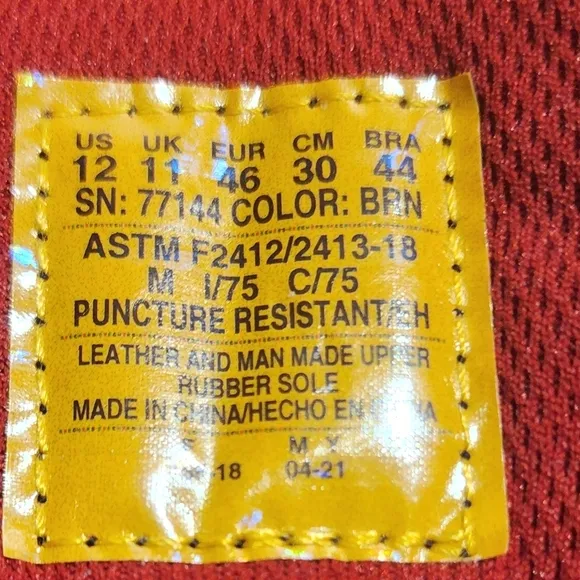 US UK EUR CM BRA
12 11 46 30 44
SN: 77144 COLOR: BRN
ASTM F2412/2413-18
M I/75 C/75
PUNCTURE RESISTANT/EH
LEATHER AND MAN MADE UPPER
RUBBER SOLE
MADE IN CHINA/HECHO EN CHINA
M X
04-21